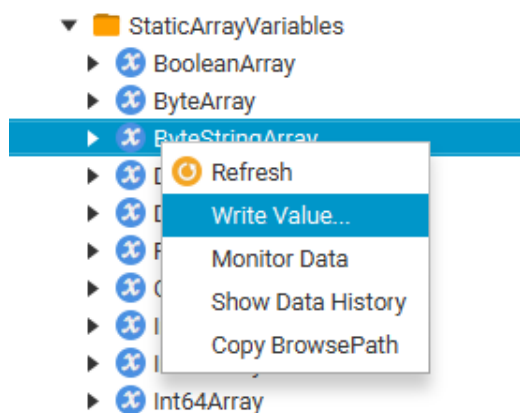 StaticArrayVariables
BooleanArray
ByteArray
ByteStringArray
Refresh
Write Value...
Monitor Data
Show Data History
Copy BrowsePath
Int64Array